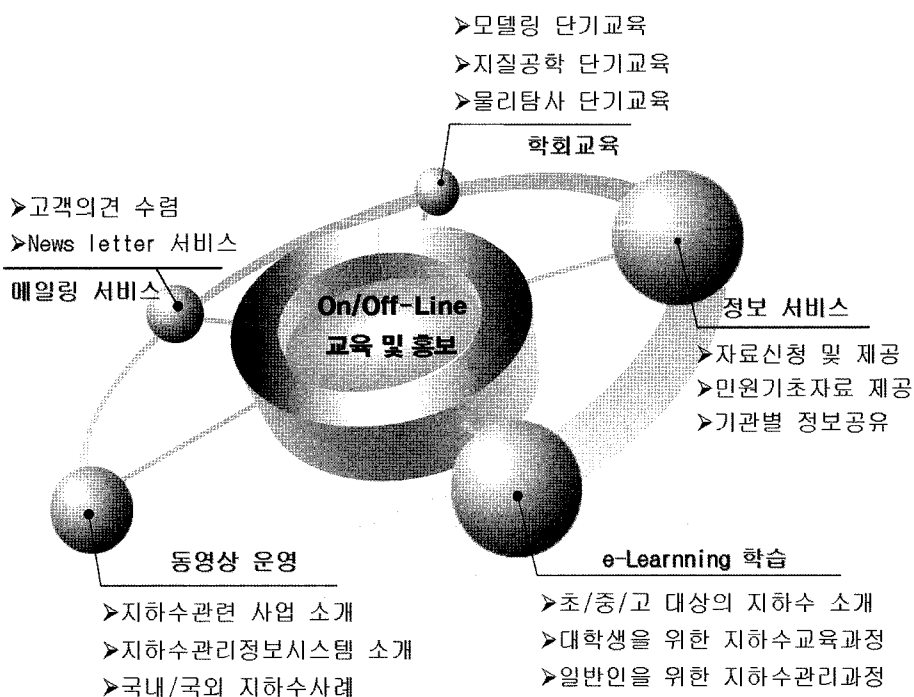 ➤모델링 단기교육
➤지질공학 단기교육
➤물리탐사 단기교육
학회교육
➤고객의견 수렴
➤News letter 서비스
메일링 서비스
On/Off-Line
교육 및 홍보
정보 서비스
➤자료신청 및 제공
➤민원기초자료 제공
➤기관별 정보공유
동영상 운영
➤지하수관련 사업 소개
➤지하수관리정보시스템 소개
➤국내/국외 지하수사례
e-Learnning 학습
➤초/중/고 대상의 지하수 소개
➤대학생을 위한 지하수교육과정
➤일반인을 위한 지하수관리과정